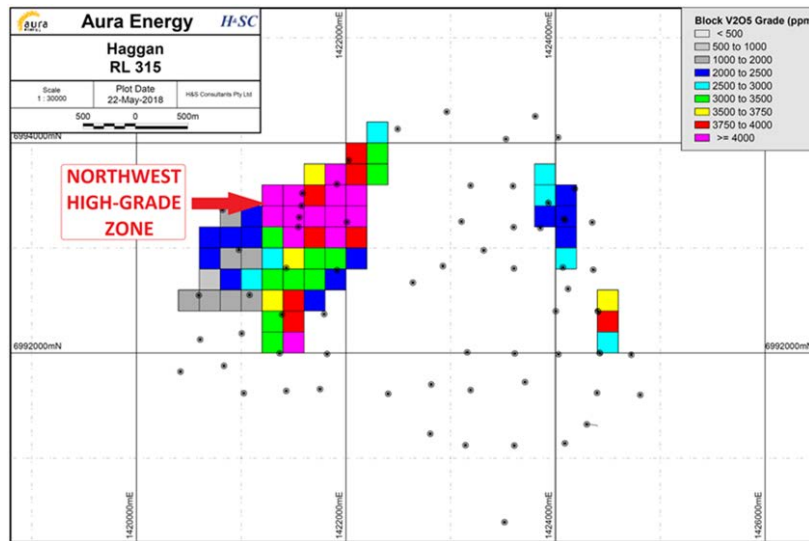 aura
ENERGY
Aura Energy
H&SC
Haggan
RL 315
Scale
1 : 30000
Plot Date
22-May-2018
H&S Consultants Pty Ltd
500
0
500m
Block V2O5 Grade (ppm)
< 500
500 to 1000
1000 to 2000
2000 to 2500
2500 to 3000
3000 to 3500
3500 to 3750
3750 to 4000
>= 4000
1422000mE
1424000mE
6994000mN
NORTHWEST
HIGH-GRADE
ZONE
6992000mN
6992000mN
1420000mE
1422000mE
1424000mE
1426000mE